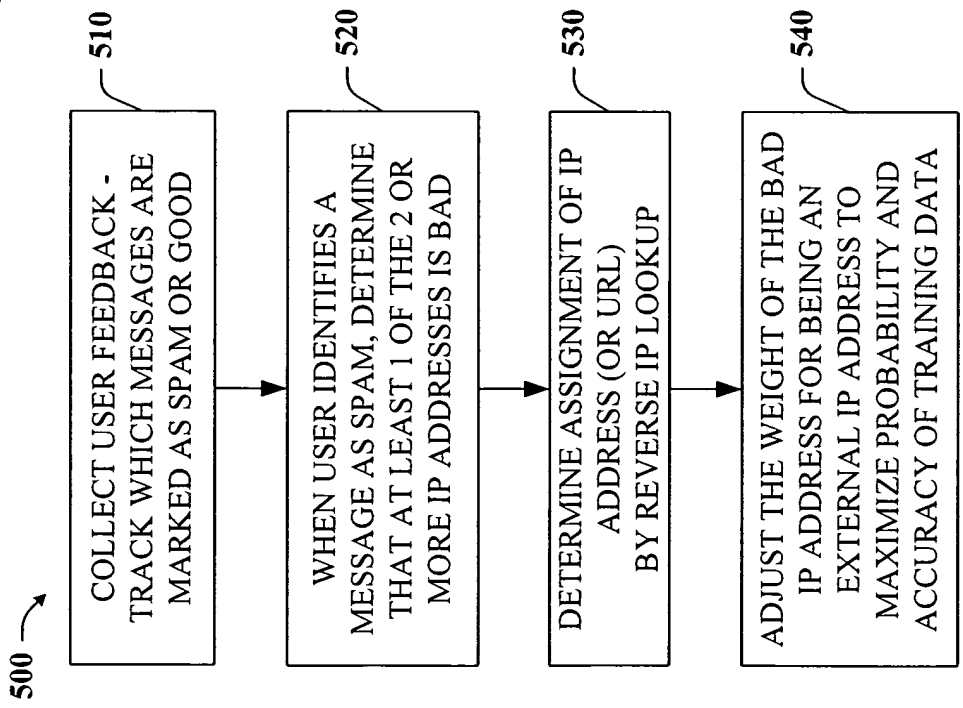 500
510
COLLECT USER FEEDBACK -
TRACK WHICH MESSAGES ARE
MARKED AS SPAM OR GOOD
520
WHEN USER IDENTIFIES A
MESSAGE AS SPAM, DETERMINE
THAT AT LEAST 1 OF THE 2 OR
MORE IP ADDRESSES IS BAD
530
DETERMINE ASSIGNMENT OF IP
ADDRESS (OR URL)
BY REVERSE IP LOOKUP
540
ADJUST THE WEIGHT OF THE BAD
IP ADDRESS FOR BEING AN
EXTERNAL IP ADDRESS TO
MAXIMIZE PROBABILITY AND
ACCURACY OF TRAINING DATA